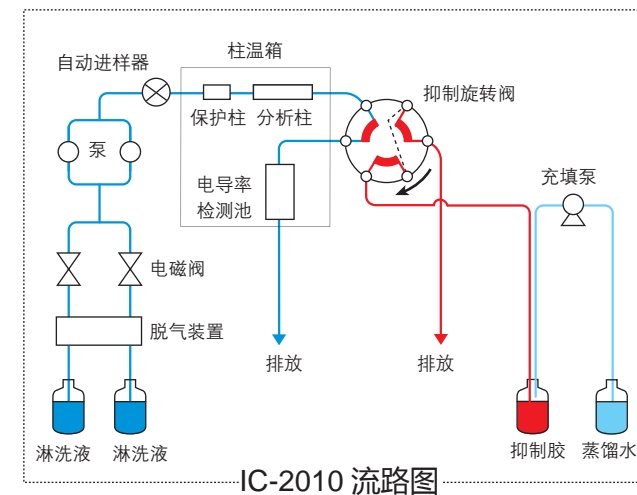 柱温箱
自动进样器
抑制旋转阀
保护柱 分析柱
泵
充填泵
电导率
检测池
电磁阀
脱气装置
排放
排放
淋洗液
淋洗液
抑制胶
蒸馏水
IC-2010 流路图